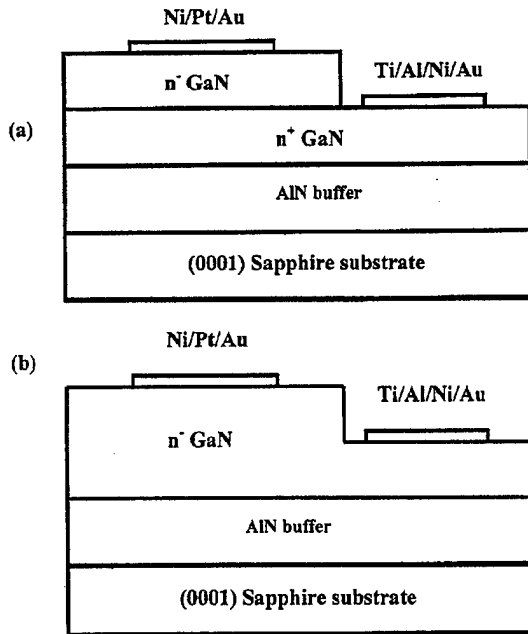 Ni/Pt/Au
n⁻ GaN
Ti/Al/Ni/Au
(a)
n⁺ GaN
AlN buffer
(0001) Sapphire substrate
(b)
Ni/Pt/Au
Ti/Al/Ni/Au
n⁻ GaN
AlN buffer
(0001) Sapphire substrate